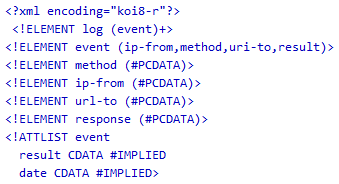 <?xml encoding="koi8-r"?>
<!ELEMENT log (event)+>
<!ELEMENT event (ip-from,method,uri-to,result)>
<!ELEMENT method (#PCDATA)>
<!ELEMENT ip-from (#PCDATA)>
<!ELEMENT url-to (#PCDATA)>
<!ELEMENT response (#PCDATA)>
<!ATTLIST event
result CDATA #IMPLIED
date CDATA #IMPLIED>